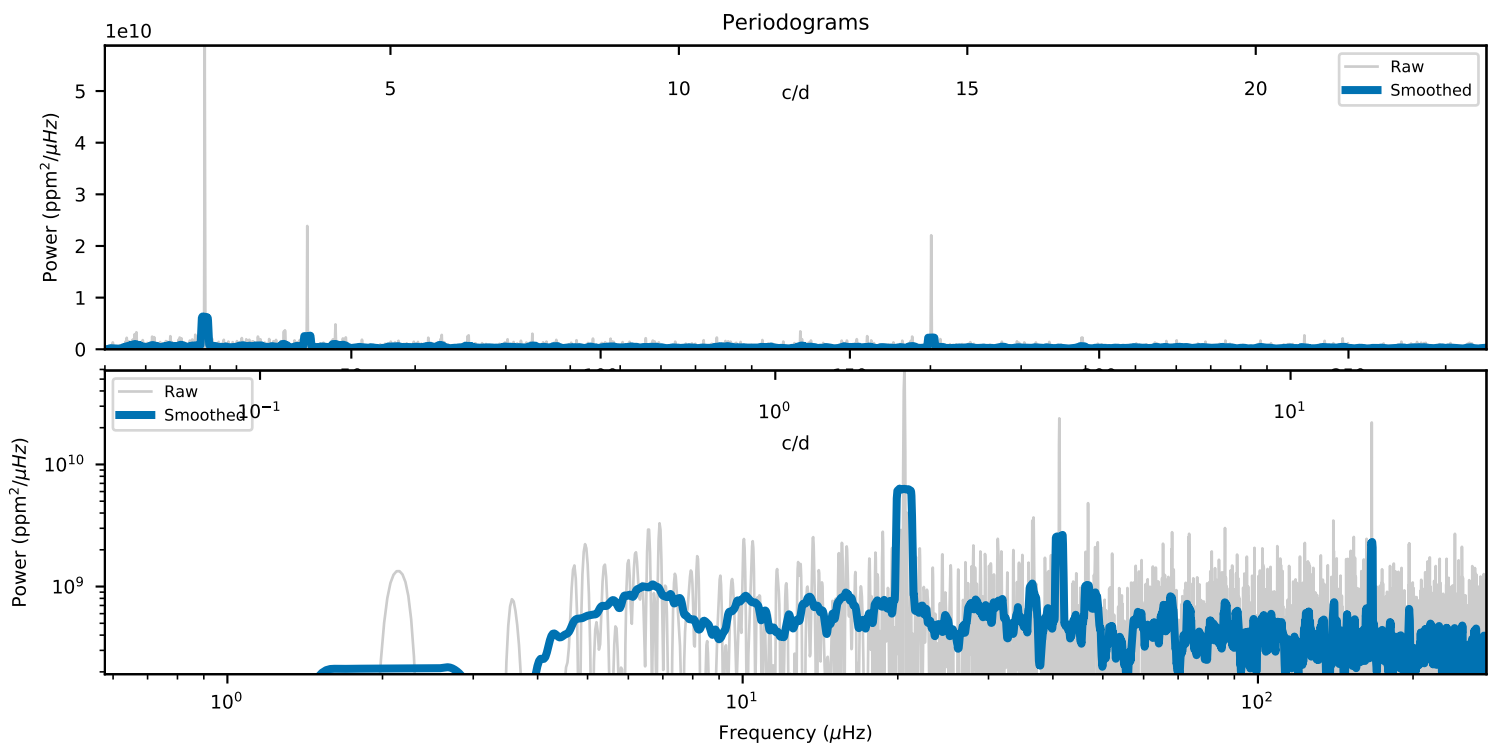 Periodograms
1e10
Raw
Smoothed
5 10 15 20
c/d
Power (ppm²/μHz)
5
4
3
2
1
0
Raw
Smoothed
10⁻¹ 10⁰ 10¹
c/d
Power (ppm²/μHz)
10¹⁰
10⁹
10⁰ 10¹ 10²
Frequency (μHz)